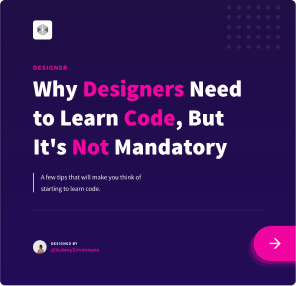 DESIGNER
Why Designers Need
to Learn Code, But
It's Not Mandatory
A few tips that will make you think of
starting to learn code.
DESIGNED BY